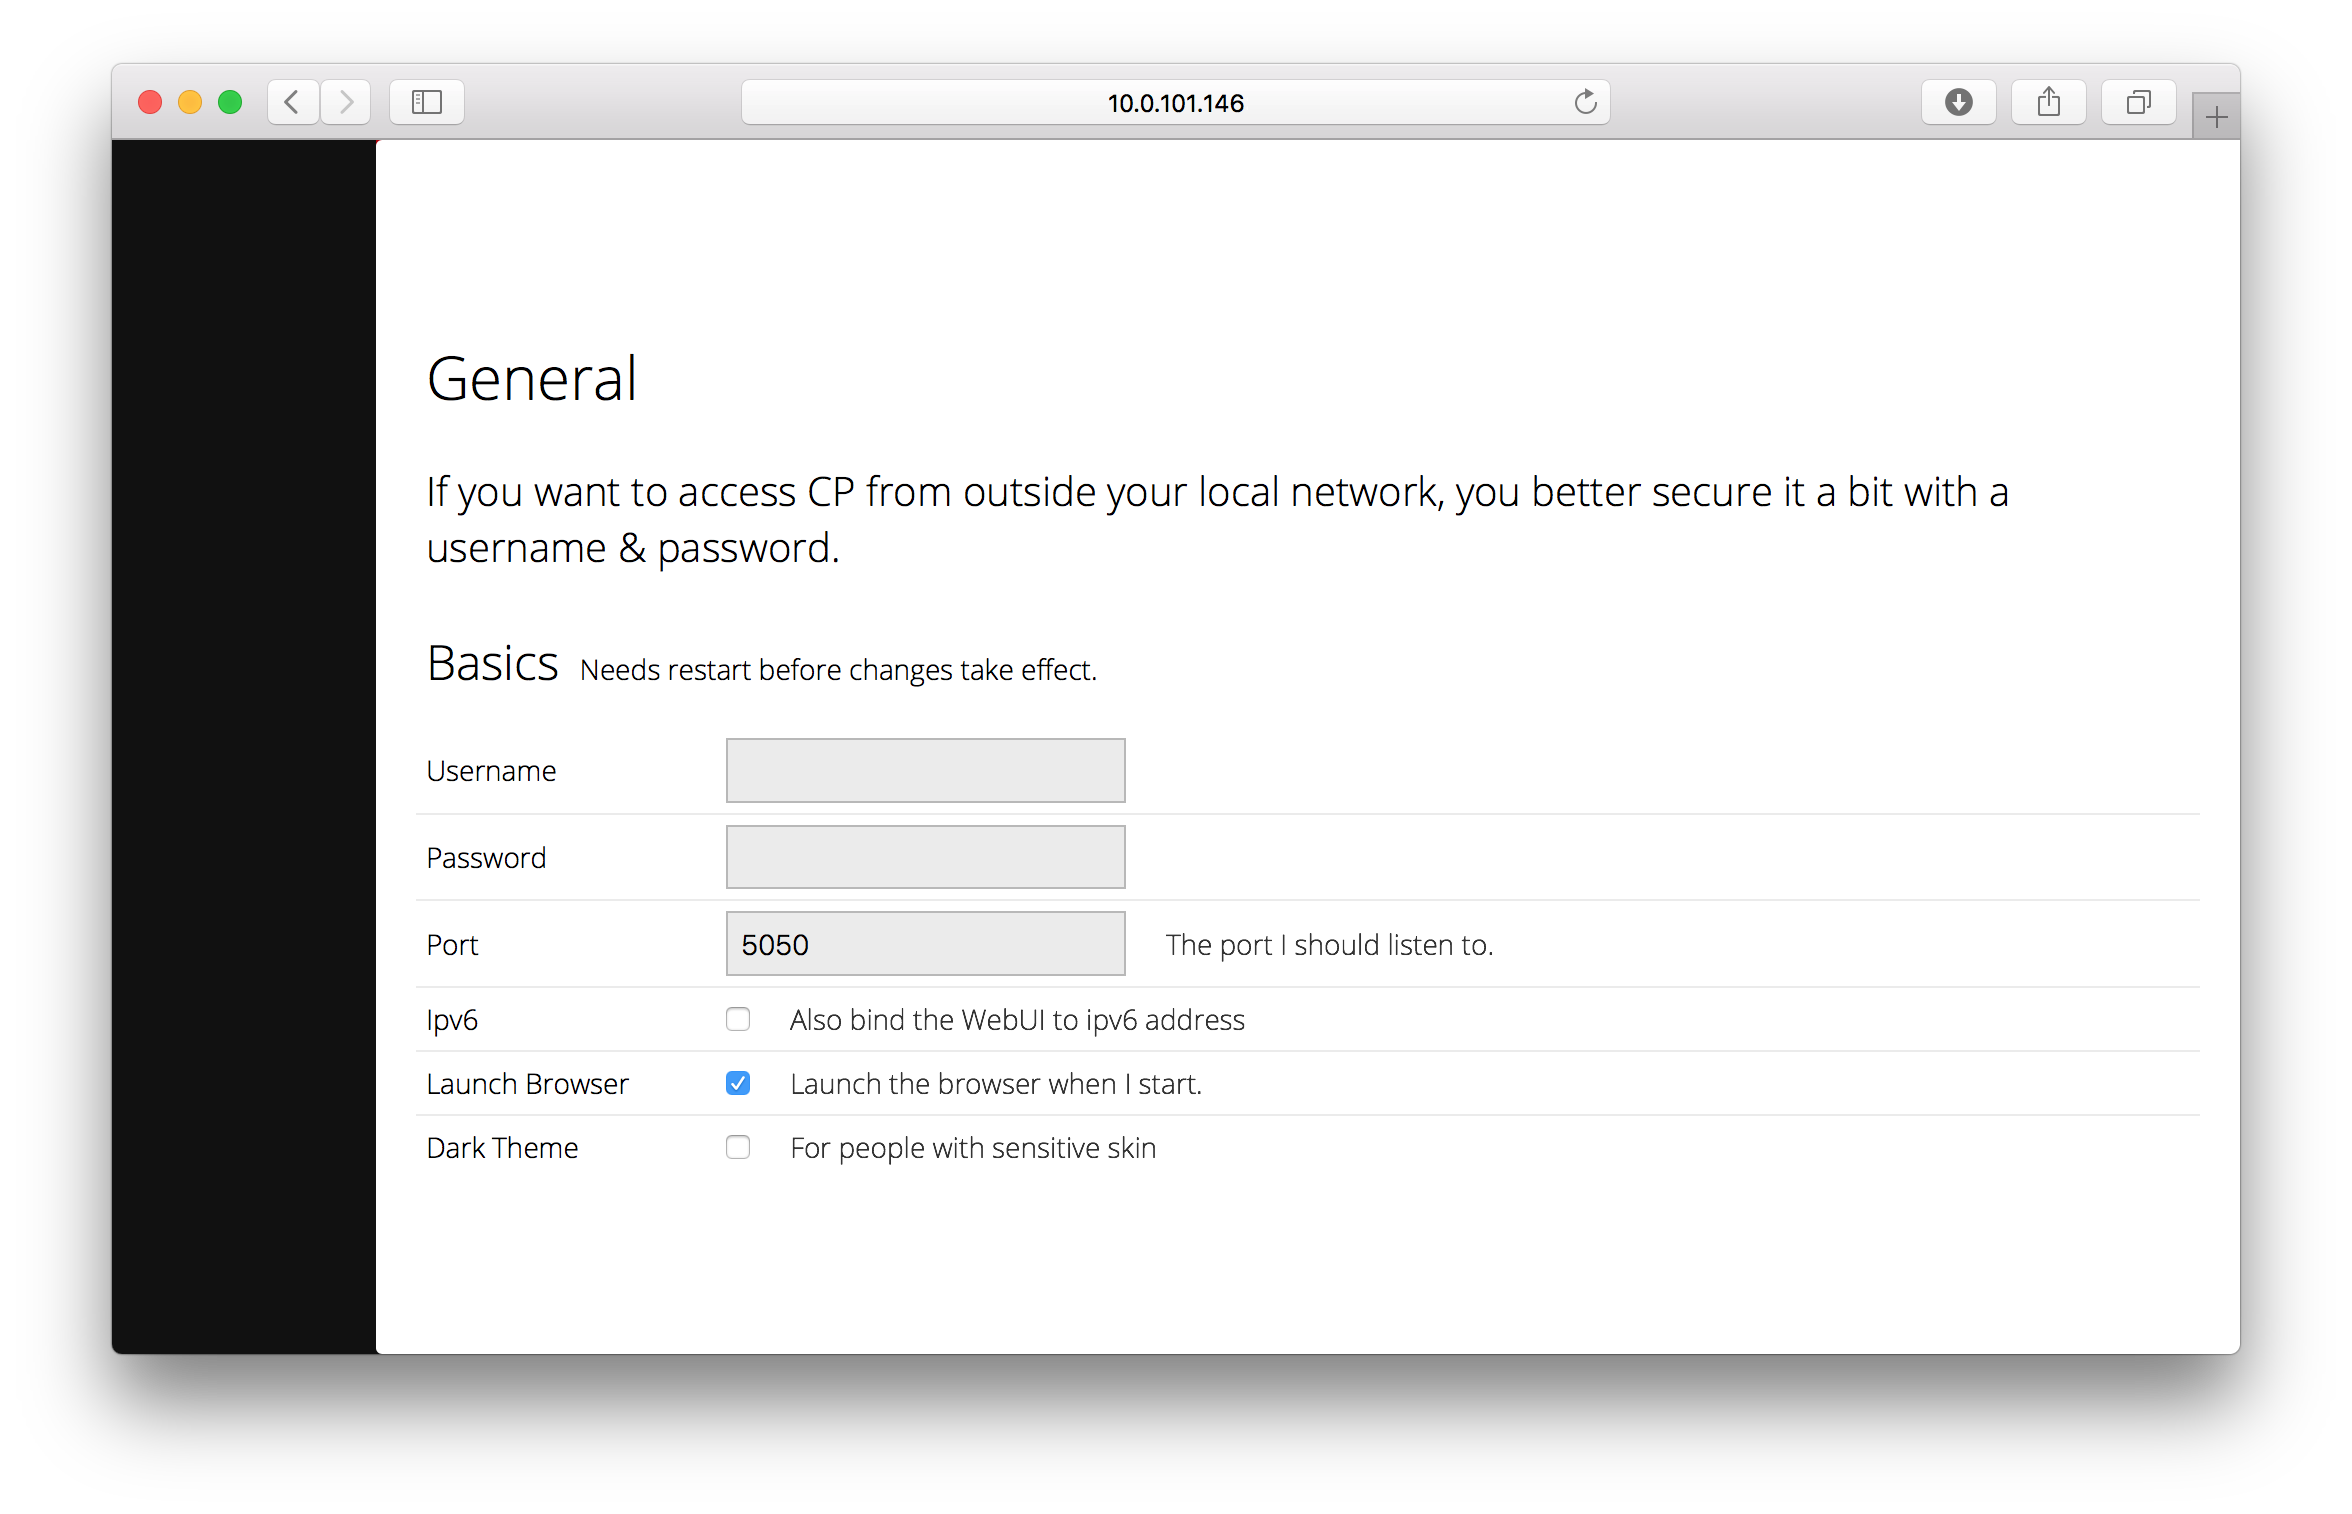 10.0.101.146
General
If you want to access CP from outside your local network, you better secure it a bit with a
username & password.
Basics Needs restart before changes take effect.
Username
Password
Port 5050 The port I should listen to.
Ipv6 Also bind the WebUI to ipv6 address
Launch Browser Launch the browser when I start.
Dark Theme For people with sensitive skin